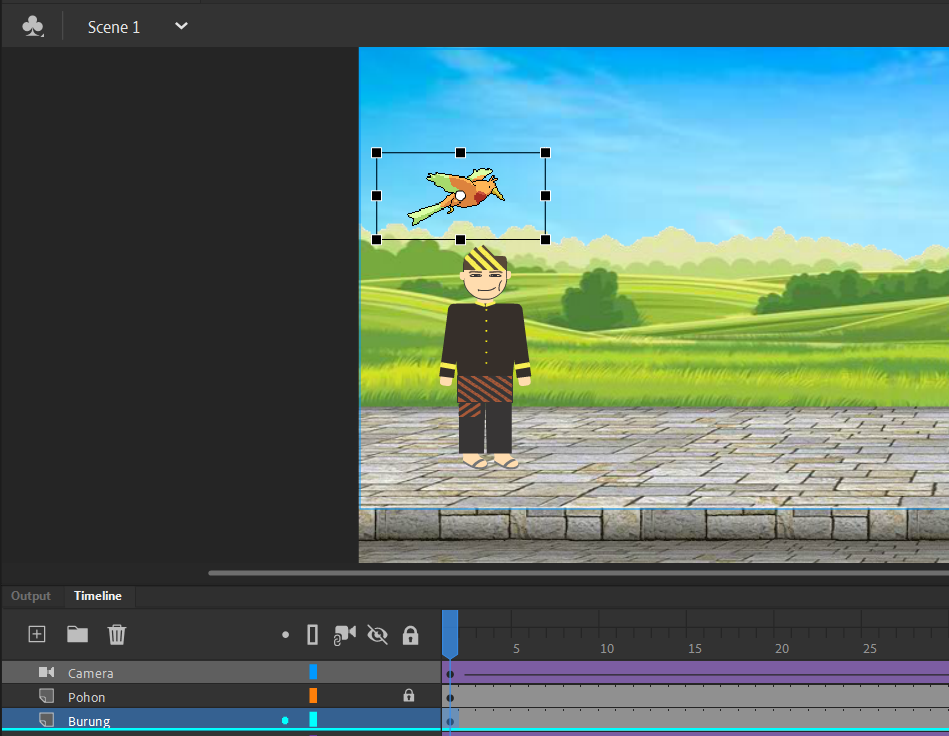 Scene 1
Output Timeline
5 10 15 20 25
Camera
Pohon
Burung